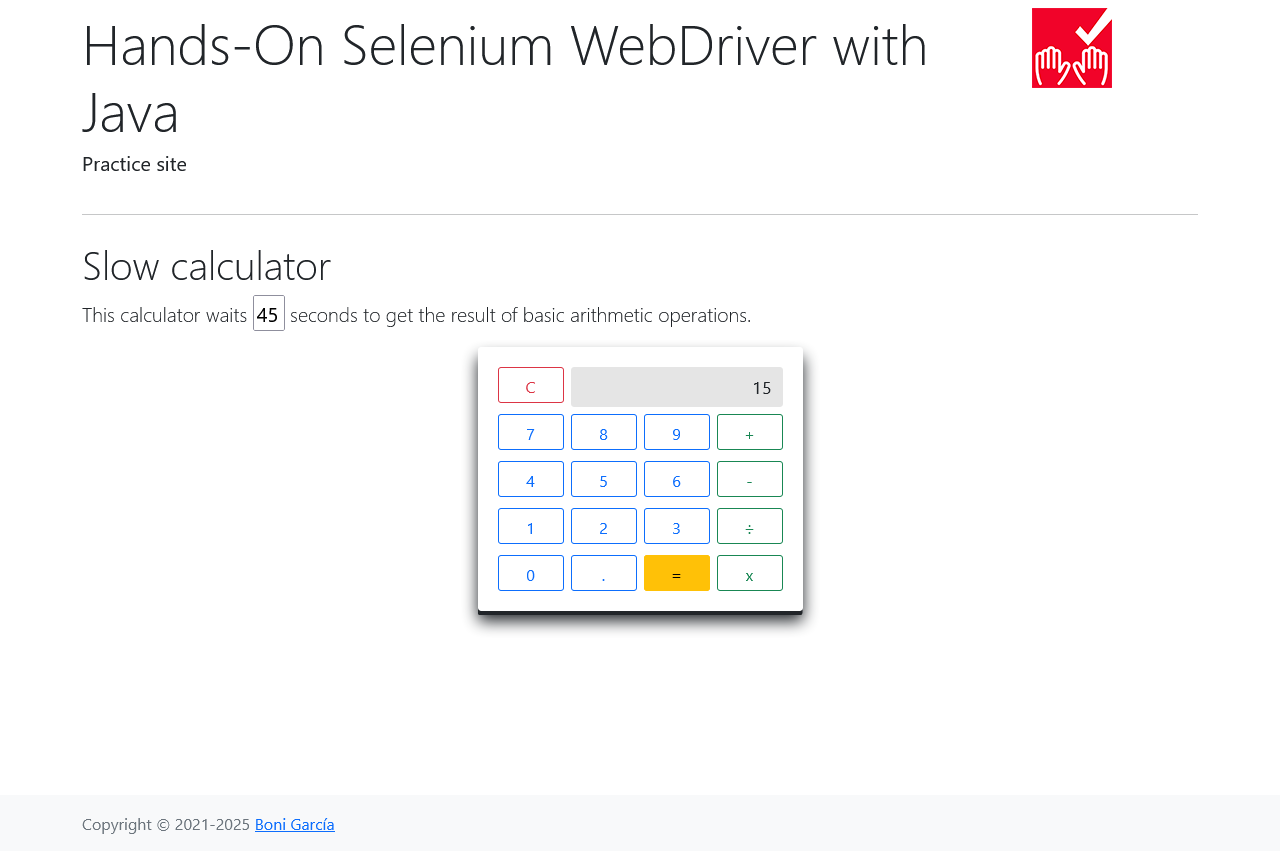 Hands-On Selenium WebDriver with
Java
Practice site
Slow calculator
This calculator waits 45 seconds to get the result of basic arithmetic operations.
C 15
7 8 9 +
4 5 6 -
1 2 3 ÷
0 . = x
Copyright © 2021-2025 Boni García